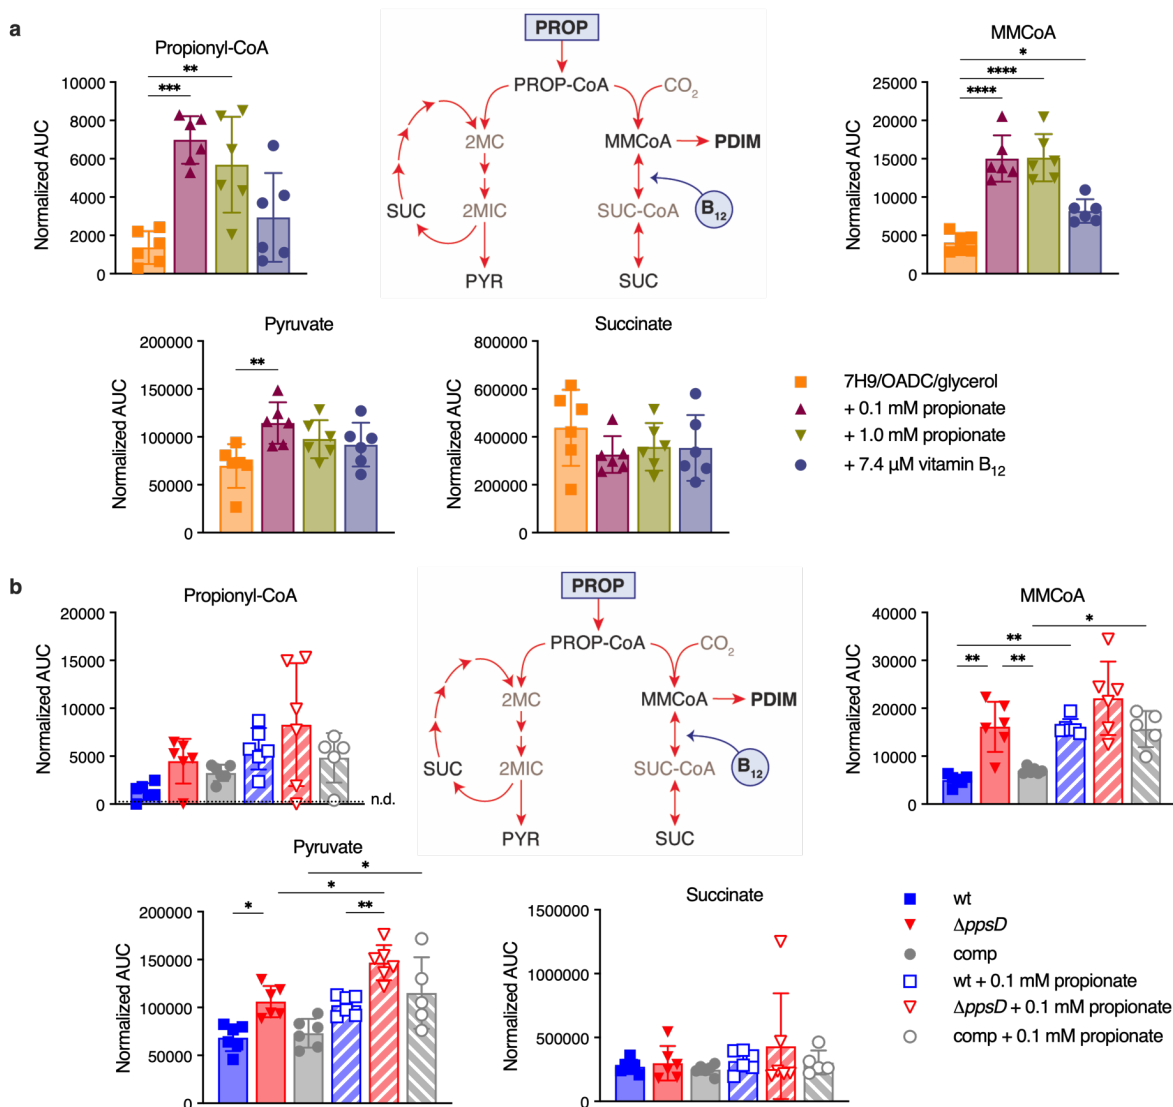 a
Propionyl-CoA
Normalized AUC
10000
8000
6000
4000
2000
0
**
***
PROP
PROP-CoA
CO2
2MC
MMCoA
PDIM
SUC
2MIC
SUC-CoA
B12
PYR
SUC
MMCoA
Normalized AUC
25000
20000
15000
10000
5000
0
*
****
****
Pyruvate
Normalized AUC
200000
150000
100000
50000
0
**
Succinate
Normalized AUC
800000
600000
400000
200000
0
7H9/OADC/glycerol
+ 0.1 mM propionate
+ 1.0 mM propionate
+ 7.4 µM vitamin B12
b
Propionyl-CoA
Normalized AUC
20000
15000
10000
5000
0
n.d.
PROP
PROP-CoA
CO2
2MC
MMCoA
PDIM
SUC
2MIC
SUC-CoA
B12
PYR
SUC
MMCoA
Normalized AUC
40000
30000
20000
10000
0
*
**
**
**
Pyruvate
Normalized AUC
200000
150000
100000
50000
0
*
*
*
**
Succinate
Normalized AUC
1500000
1000000
500000
0
wt
ΔppsD
comp
wt + 0.1 mM propionate
ΔppsD + 0.1 mM propionate
comp + 0.1 mM propionate